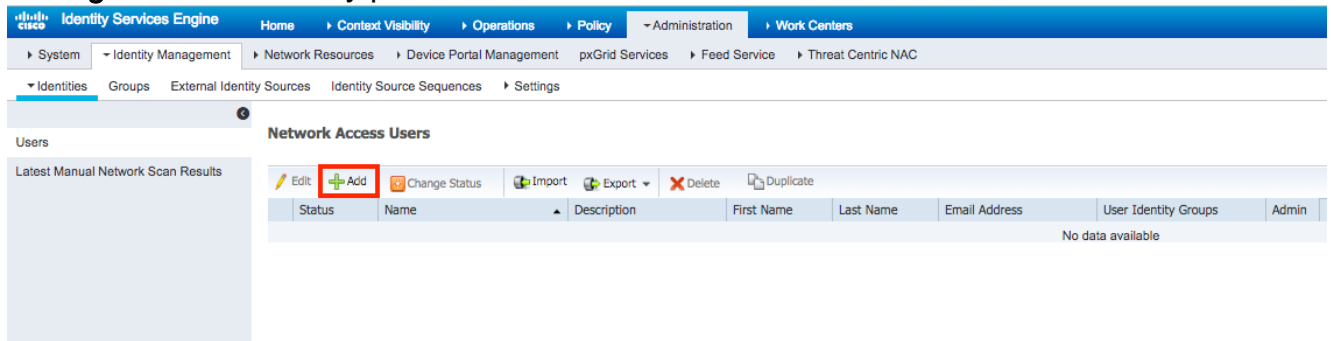 cisco Identity Services Engine Home Context Visibility Operations Policy Administration Work Centers
System Identity Management Network Resources Device Portal Management pxGrid Services Feed Service Threat Centric NAC
Identities Groups External Identity Sources Identity Source Sequences Settings
Users
Latest Manual Network Scan Results
Network Access Users
Edit Add Change Status Import Export Delete Duplicate
Status Name Description First Name Last Name Email Address User Identity Groups Admin
No data available